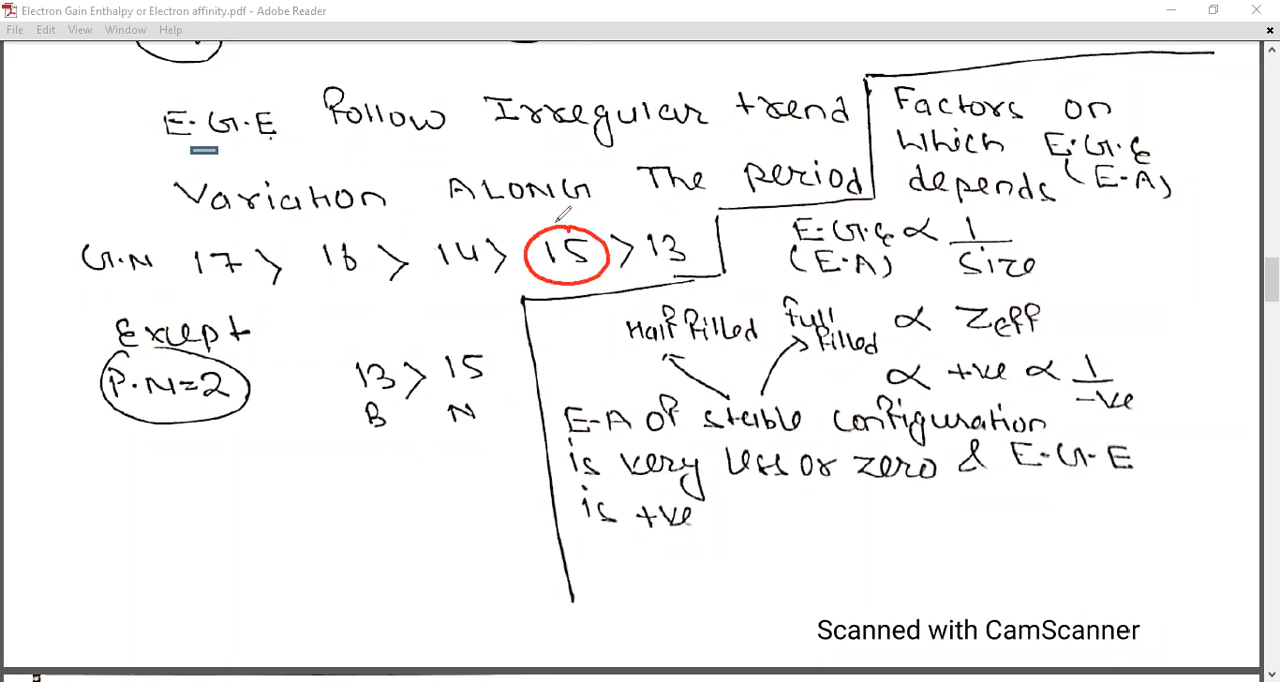 Electron Gain Enthalpy or Electron affinity.pdf - Adobe Reader
File Edit View Window Help
E.G.E Follow Irregular trend
Variation ALONG The period
G.N 17 > 16 > 14 > 15 > 13
Except
P.N=2
13 > 15
B N
Factors on
Which E.G.E
depends (E-A)
E.G.E ∝ 1/Size
(E-A)
∝ Zeff
∝ +ve ∝ 1/-ve
Half filled full filled
E-A Of stable configuration
is very less or zero & E-G-E
is +ve
Scanned with CamScanner